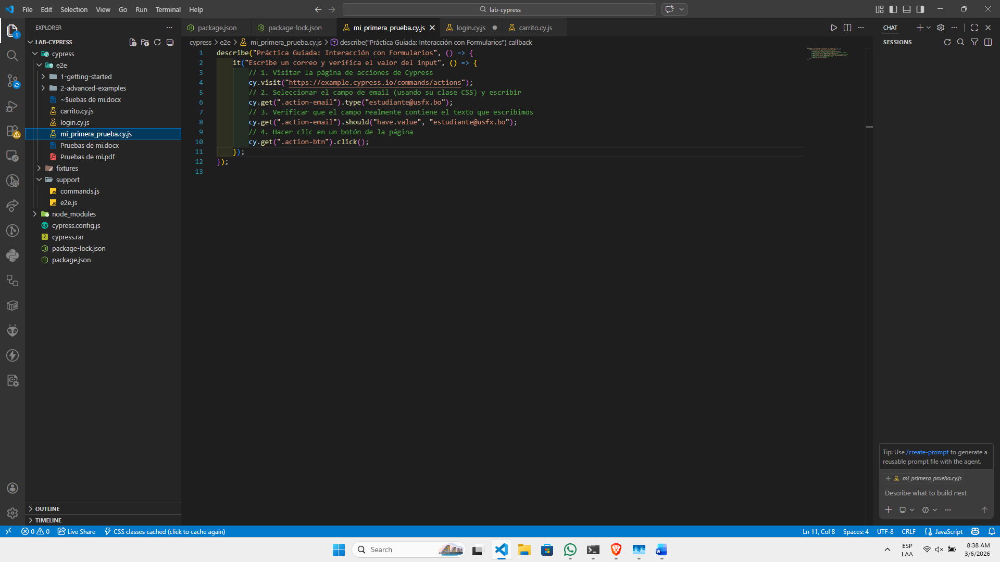 File Edit Selection View Go Run Terminal Help
lab-cypress
EXPLORER
LAB-CYPRESS
cypress
e2e
1-getting-started
2-advanced-examples
~$uebas de mi.docx
carrito.cy.js
login.cy.js
mi_primera_prueba.cy.js
Pruebas de mi.docx
Pruebas de mi.pdf
fixtures
support
commands.js
e2e.js
node_modules
cypress.config.js
cypress.rar
package-lock.json
package.json
OUTLINE
TIMELINE
package.json package-lock.json mi_primera_prueba.cy.js login.cy.js carrito.cy.js
cypress > e2e > mi_primera_prueba.cy.js > describe("Práctica Guiada: Interacción con Formularios") callback
1 describe("Práctica Guiada: Interacción con Formularios", () => {
2 it("Escribe un correo y verifica el valor del input", () => {
3 // 1. Visitar la página de acciones de Cypress
4 cy.visit("https://example.cypress.io/commands/actions");
5 // 2. Seleccionar el campo de email (usando su clase CSS) y escribir
6 cy.get(".action-email").type("estudiante@usfx.bo");
7 // 3. Verificar que el campo realmente contiene el texto que escribimos
8 cy.get(".action-email").should("have.value", "estudiante@usfx.bo");
9 // 4. Hacer clic en un botón de la página
10 cy.get(".action-btn").click();
11 });
12 });
13
CHAT
SESSIONS
Tip: Use /create-prompt to generate a
reusable prompt file with the agent.
mi_primera_prueba.cy.js
Describe what to build next
0 0 Live Share CSS classes cached (click to cache again)
Ln 11, Col 8 Spaces: 4 UTF-8 CRLF JavaScript
Search
ESP
LAA
8:38 AM
3/6/2026